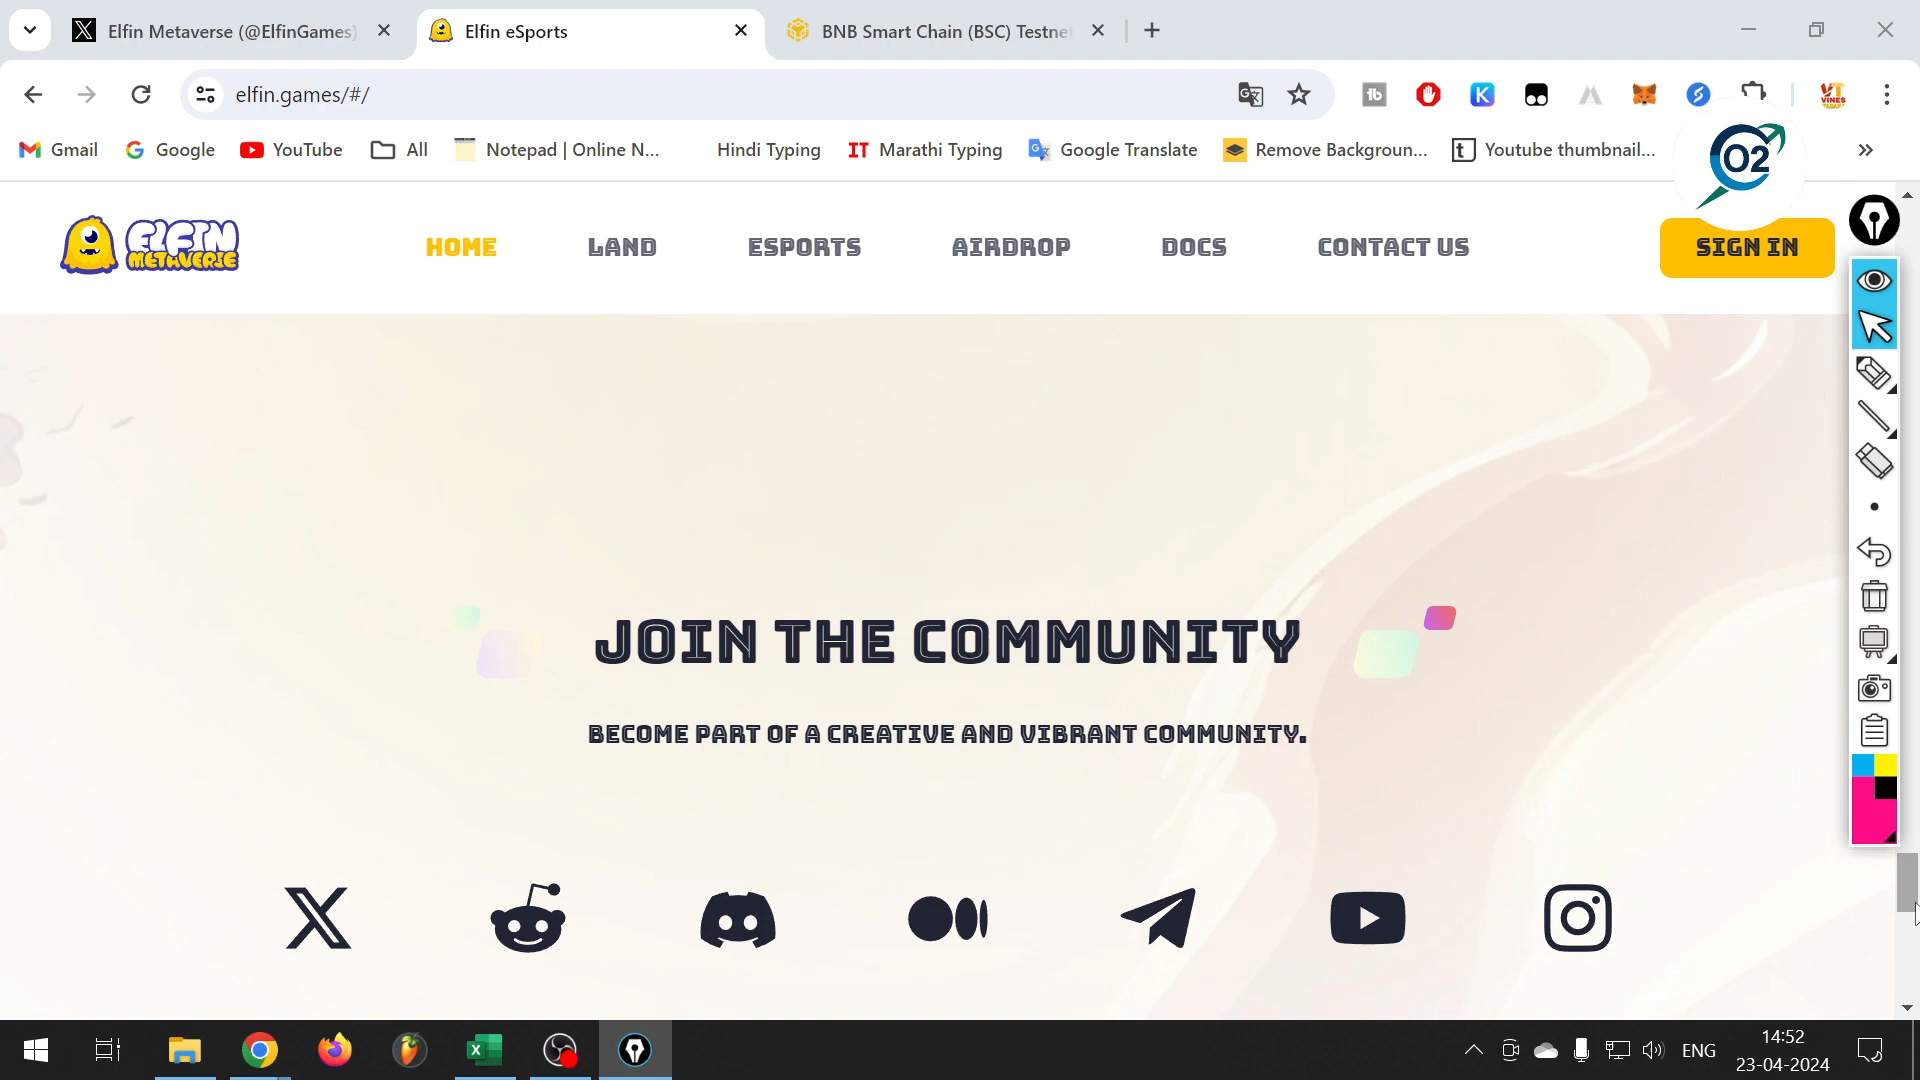 Elfin Metaverse (@ElfinGames)
Elfin eSports
BNB Smart Chain (BSC) Testne
elfin.games/#/
Gmail
Google
YouTube
All
Notepad | Online N...
Hindi Typing
IT Marathi Typing
Google Translate
Remove Backgroun...
Youtube thumbnail...
O2
ELFIN
METAVERSE
HOME
LAND
ESPORTS
AIRDROP
DOCS
CONTACT US
SIGN IN
JOIN THE COMMUNITY
BECOME PART OF A CREATIVE AND VIBRANT COMMUNITY.
ENG
14:52
23-04-2024